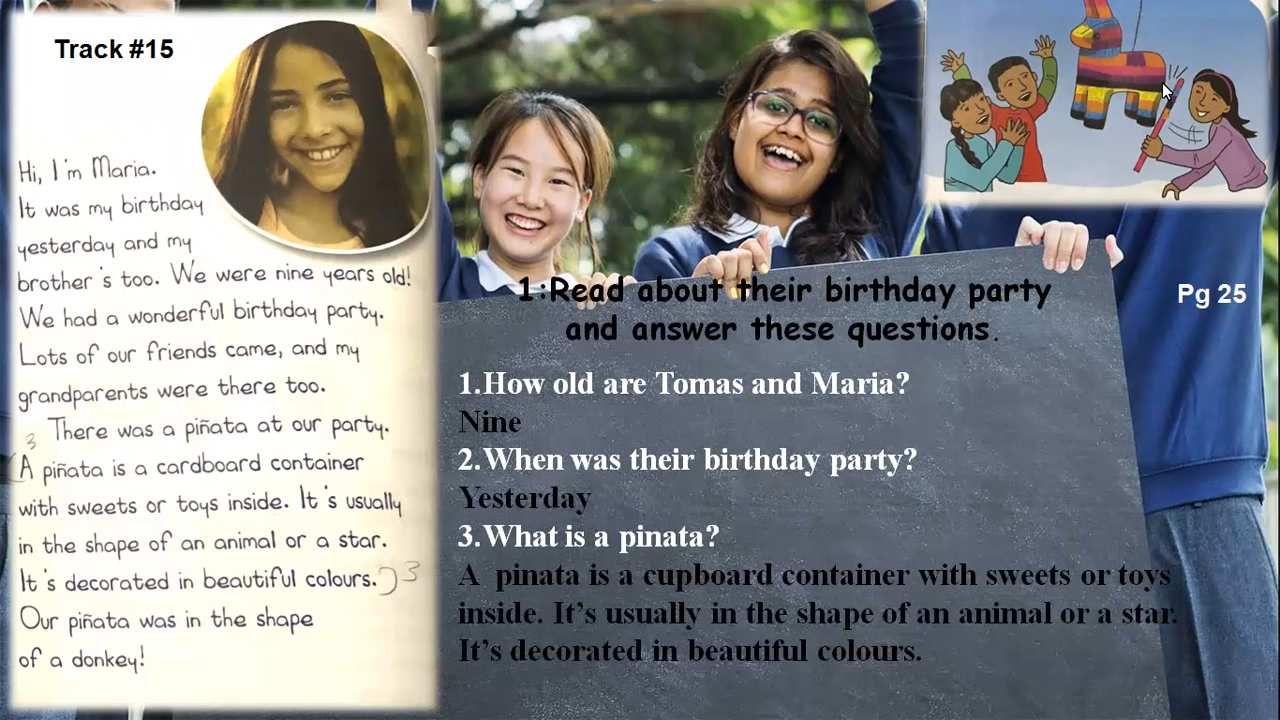 Track #15
Hi, I'm Maria.
It was my birthday
yesterday and my
brother's too. We were nine years old!
We had a wonderful birthday party.
Lots of our friends came, and my
grandparents were there too.
There was a piñata at our party.
3
(A piñata is a cardboard container
with sweets or toys inside. It's usually
in the shape of an animal or a star.
It's decorated in beautiful colours.) 3
Our piñata was in the shape
of a donkey!
1:Read about their birthday party
and answer these questions.
Pg 25
1.How old are Tomas and Maria?
Nine
2.When was their birthday party?
Yesterday
3.What is a pinata?
A pinata is a cupboard container with sweets or toys
inside. It's usually in the shape of an animal or a star.
It's decorated in beautiful colours.